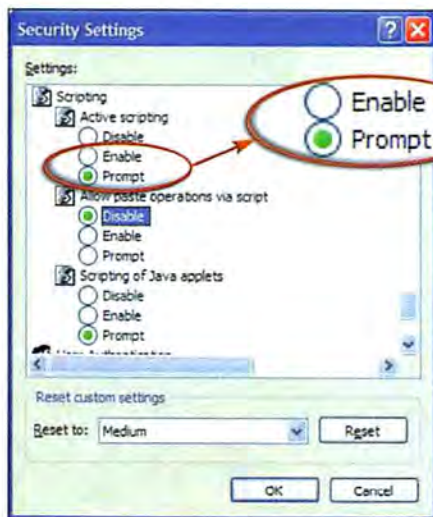 Security Settings
Settings:
Scripting
Active scripting
Disable
Enable
Prompt
Enable
Prompt
Allow paste operations via script
Disable
Enable
Prompt
Scripting of Java applets
Disable
Enable
Prompt
Reset custom settings
Reset to: Medium Reset
OK Cancel